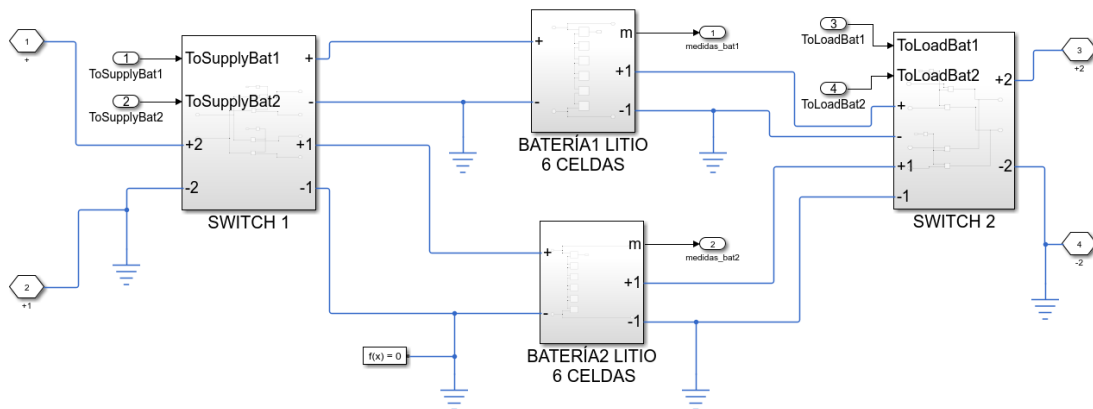 1
+
1
ToSupplyBat1
2
ToSupplyBat2
2
+1
ToSupplyBat1
ToSupplyBat2
+2
-2
+
-
+1
-1
SWITCH 1
+
-
m
+1
-1
BATERÍA1 LITIO
6 CELDAS
1
medidas_bat1
+
-
m
+1
-1
BATERÍA2 LITIO
6 CELDAS
2
medidas_bat2
f(x) = 0
3
ToLoadBat1
4
ToLoadBat2
ToLoadBat1
ToLoadBat2
+
-
+1
-1
+2
-2
SWITCH 2
3
+2
4
-2